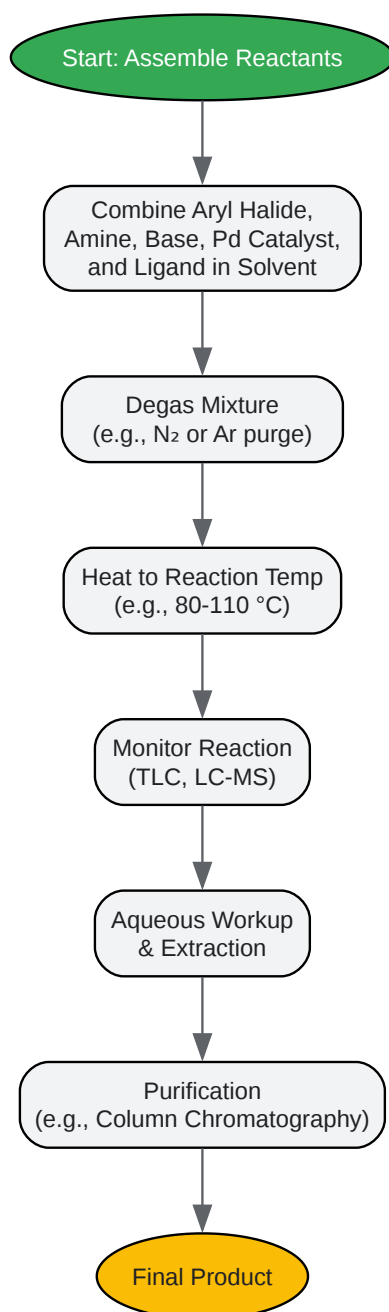 Start: Assemble Reactants
Combine Aryl Halide,
Amine, Base, Pd Catalyst,
and Ligand in Solvent
Degas Mixture
(e.g., N₂ or Ar purge)
Heat to Reaction Temp
(e.g., 80-110 °C)
Monitor Reaction
(TLC, LC-MS)
Aqueous Workup
& Extraction
Purification
(e.g., Column Chromatography)
Final Product